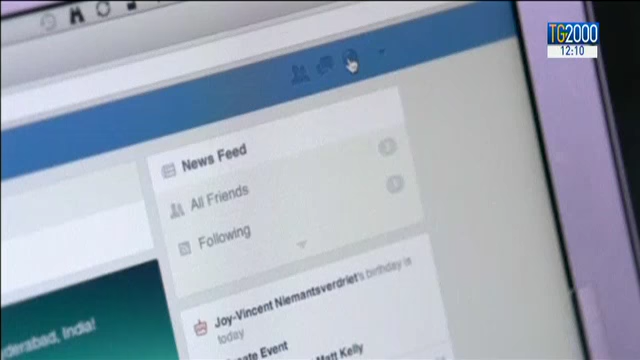 TG2000
12:10
News Feed
All Friends
Following
Joy-Vincent Niemantsverdriet's birthday is
today
ate Event
Matt Kelly
derabad, India!